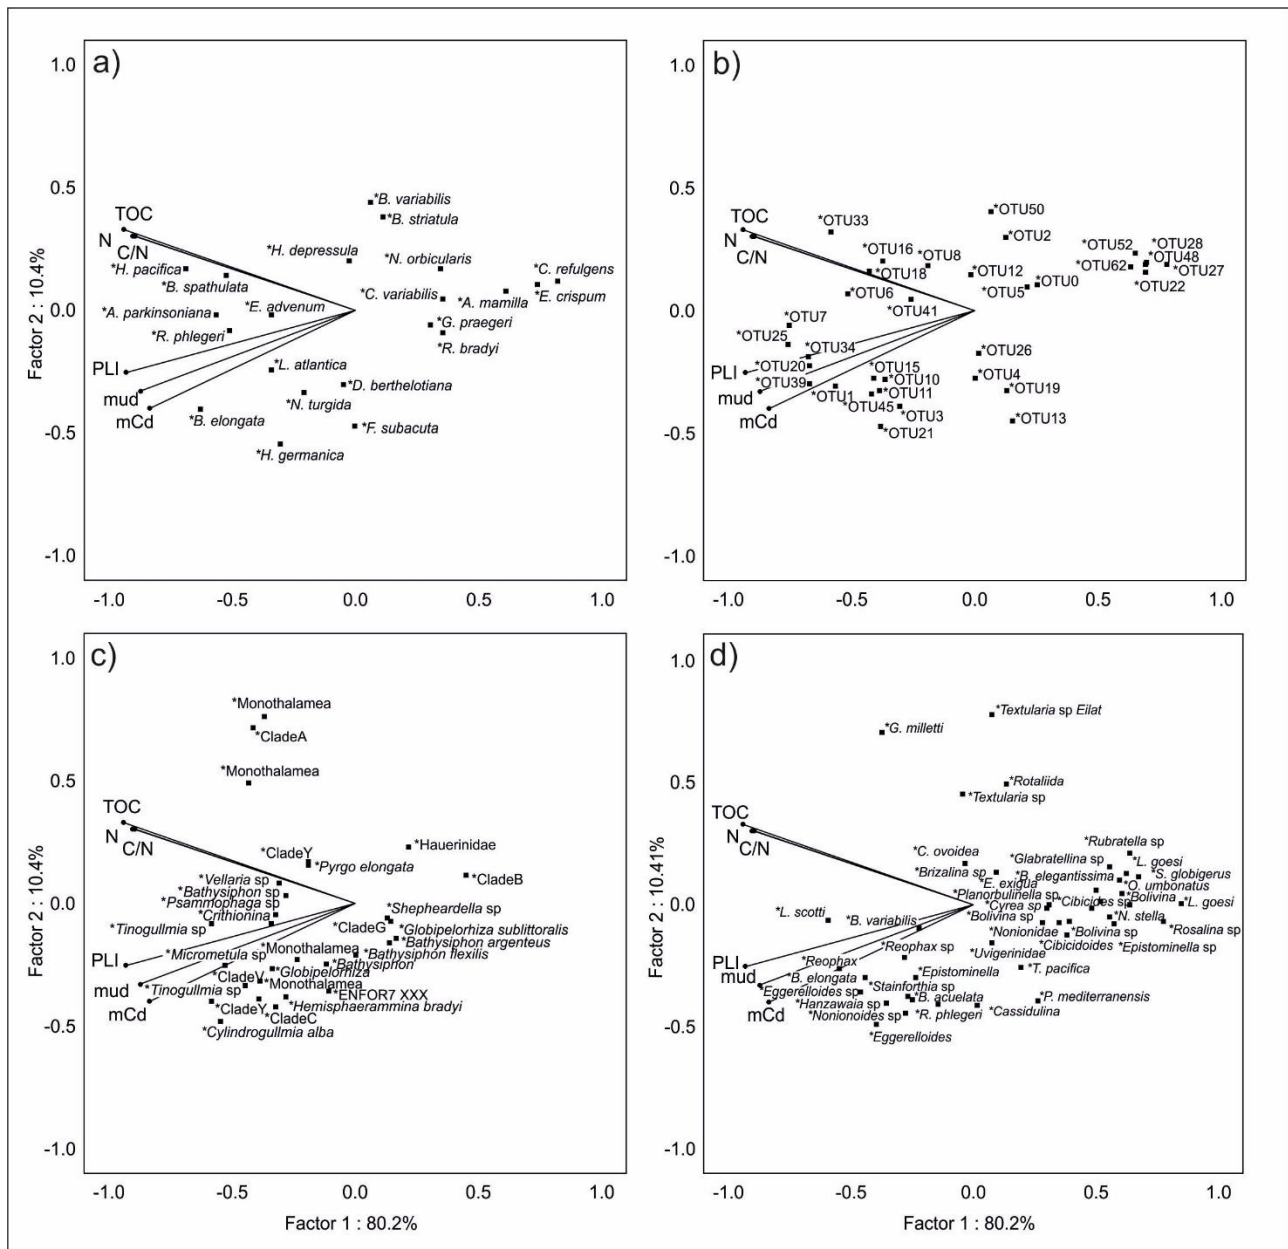 a)
1.0
0.5
0.0
-0.5
-1.0
Factor 2 : 10.4%
TOC
N
C/N
PLI
mud
mCd
*B. variabilis
*B. striatula
*H. depressula
*N. orbicularis
*H. pacifica
*C. refulgens
*B. spathulata
*C. variabilis
*A. mamilla
*E. crispum
*A. parkinsoniana
*E. advenum
*G. praegeri
*R. phlegeri
*R. bradyi
*L. atlantica
*D. berthelotiana
*N. turgida
*B. elongata
*F. subacuta
*H. germanica
-1.0 -0.5 0.0 0.5 1.0
b)
1.0
0.5
0.0
-0.5
-1.0
TOC
N
C/N
PLI
mud
mCd
*OTU50
*OTU33
*OTU2
*OTU16
*OTU8
*OTU52
*OTU28
*OTU48
*OTU18
*OTU12
*OTU62
*OTU27
*OTU6
*OTU5
*OTU0
*OTU22
*OTU41
*OTU7
*OTU25
*OTU34
*OTU26
*OTU20
*OTU15
*OTU39
*OTU10
*OTU4
*OTU1
*OTU11
*OTU19
*OTU45
*OTU3
*OTU13
*OTU21
-1.0 -0.5 0.0 0.5 1.0
c)
1.0
0.5
0.0
-0.5
-1.0
Factor 2 : 10.4%
TOC
N
C/N
PLI
mud
mCd
*Monothalamea
*CladeA
*Monothalamea
*CladeY
*Hauerinidae
*Pyrgo elongata
*Vellaria sp
*CladeB
*Bathysiphon sp
*Psammophaga sp
*Crithionina
*Shepheardella sp
*Tinogullmia sp
*CladeG
*Globipelorhiza sublittoralis
*Bathysiphon argenteus
*Micrometula sp
*Monothalamea
*Bathysiphon flexilis
*Bathysiphon
*CladeV
*Globipelorhiza
*Tinogullmia sp
*Monothalamea
*ENFOR7 XXX
*CladeY
*Hemisphaerammina bradyi
*CladeC
*Cylindrogullmia alba
-1.0 -0.5 0.0 0.5 1.0
Factor 1 : 80.2%
d)
1.0
0.5
0.0
-0.5
-1.0
Factor 2 : 10.41%
TOC
N
C/N
PLI
mud
mCd
*Textularia sp Eilat
*G. milletti
*Rotaliida
*Textularia sp
*Rubratella sp
*C. ovoidea
*Glabratellina sp
*L. goesi
*Brizalina sp
*B. elegantissima
*S. globigerus
*E. exigua
*O. umbonatus
*Planorbulinella sp
*Cibicides sp
*Bolivina
*Cyrea sp
*L. goesi
*L. scotti
*B. variabilis
*Bolivina sp
*N. stella
*Nonionidae
*Bolivina sp
*Rosalina sp
*Reophax sp
*Cibicidoides
*Epistominella sp
*Uvigerinidae
*Reophax
*Epistominella
*T. pacifica
*B. elongata
*Stainforthia sp
*Eggerelloides sp
*B. acuelata
*P. mediterranensis
*Hanzawaia sp
*Nonionoides sp
*R. phlegeri
*Cassidulina
*Eggerelloides
-1.0 -0.5 0.0 0.5 1.0
Factor 1 : 80.2%